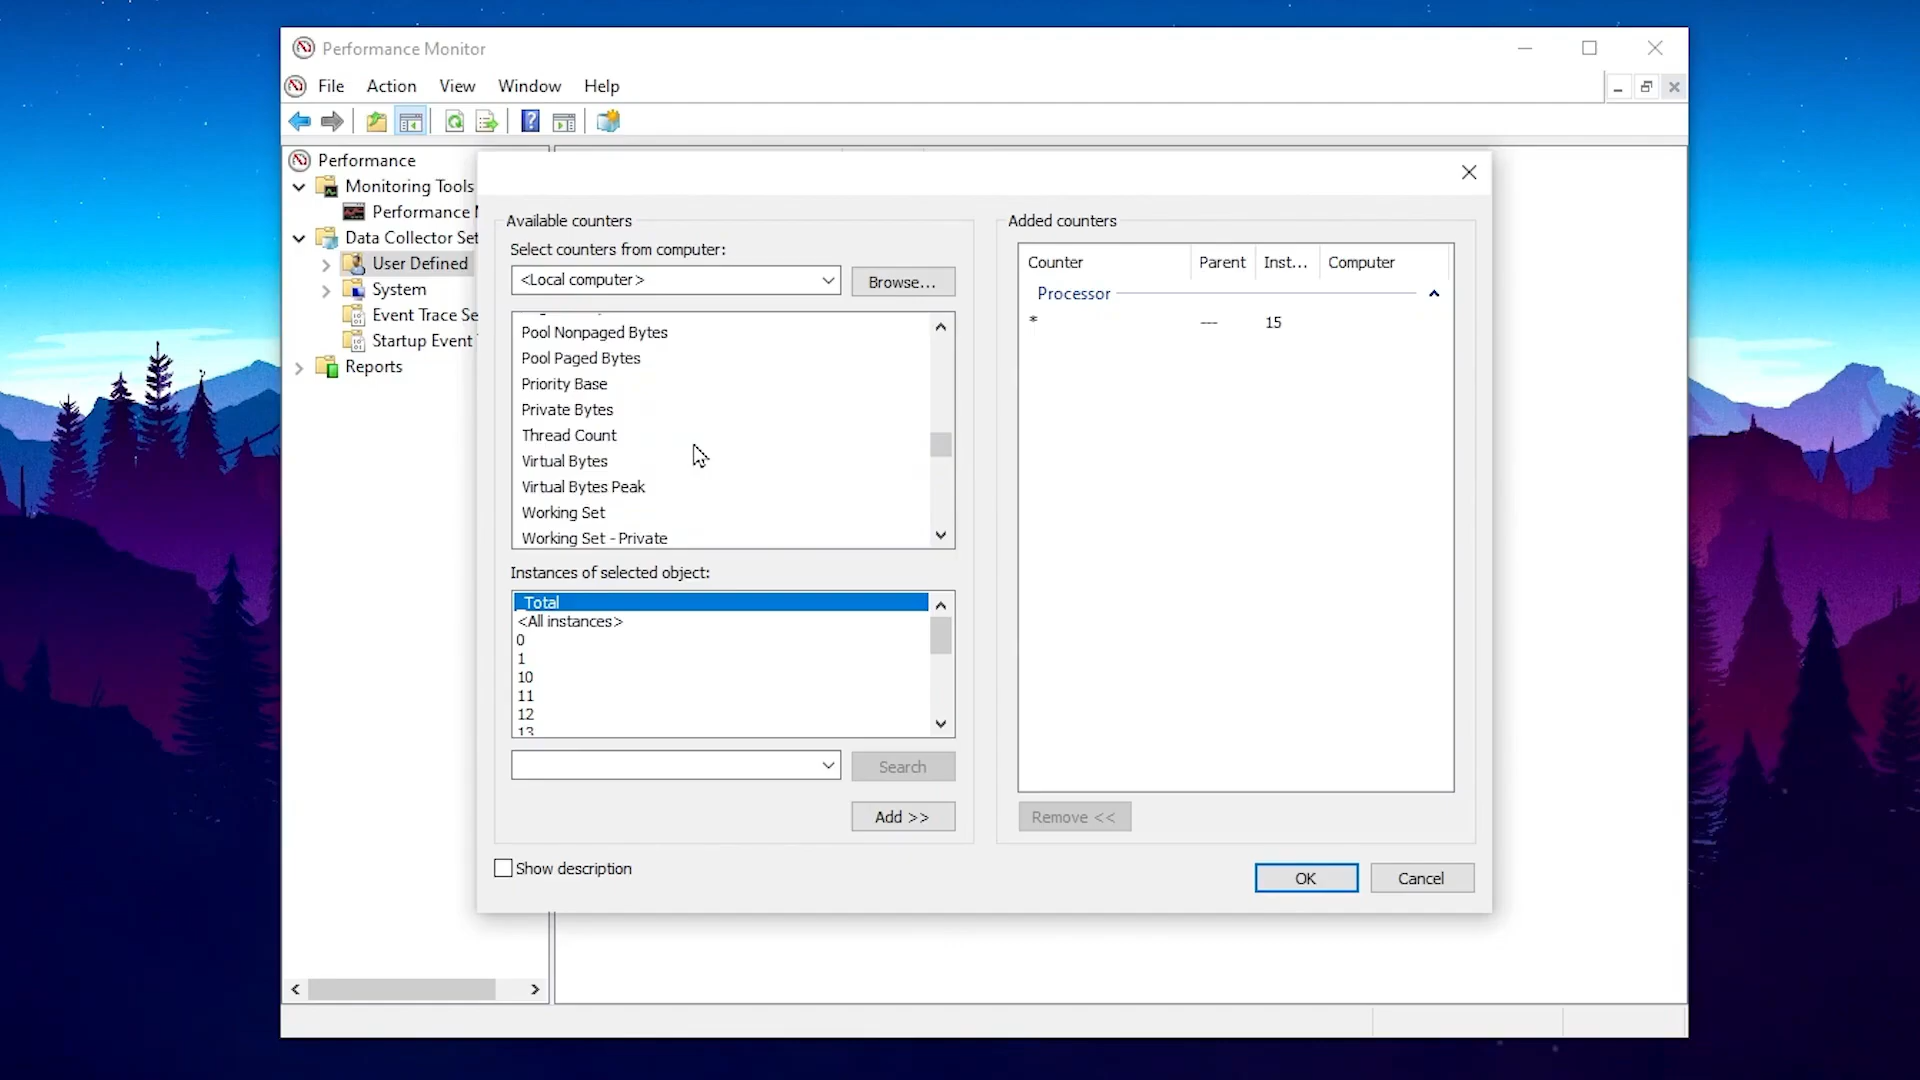 Performance Monitor
File Action View Window Help
Performance
Monitoring Tools
Performance
Data Collector Set
User Defined
System
Event Trace Se
Startup Event
Reports
Available counters
Select counters from computer:
<Local computer>
Browse...
Pool Nonpaged Bytes
Pool Paged Bytes
Priority Base
Private Bytes
Thread Count
Virtual Bytes
Virtual Bytes Peak
Working Set
Working Set - Private
Instances of selected object:
_Total
<All instances>
0
1
10
11
12
13
Search
Add >>
Show description
Added counters
Counter Parent Inst... Computer
Processor
* --- 15
Remove <<
OK Cancel